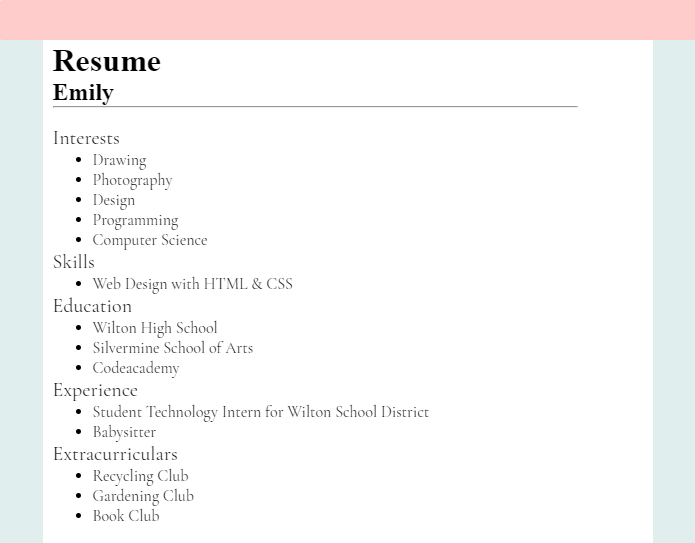 Resume
Emily
Interests
Drawing
Photography
Design
Programming
Computer Science
Skills
Web Design with HTML & CSS
Education
Wilton High School
Silvermine School of Arts
Codeacademy
Experience
Student Technology Intern for Wilton School District
Babysitter
Extracurriculars
Recycling Club
Gardening Club
Book Club